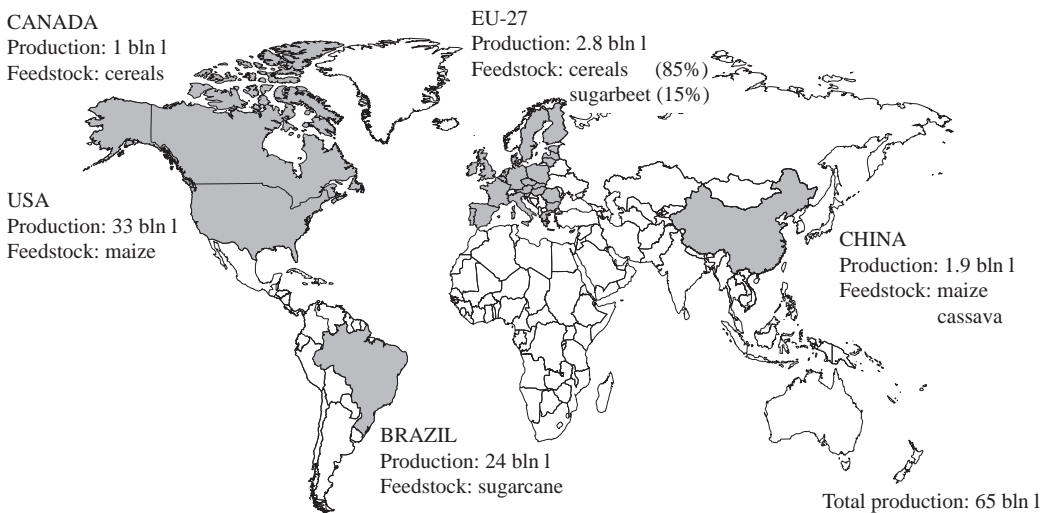 CANADA
Production: 1 bln l
Feedstock: cereals
EU-27
Production: 2.8 bln l
Feedstock: cereals (85%)
sugarbeet (15%)
USA
Production: 33 bln l
Feedstock: maize
CHINA
Production: 1.9 bln l
Feedstock: maize
cassava
BRAZIL
Production: 24 bln l
Feedstock: sugarcane
Total production: 65 bln l